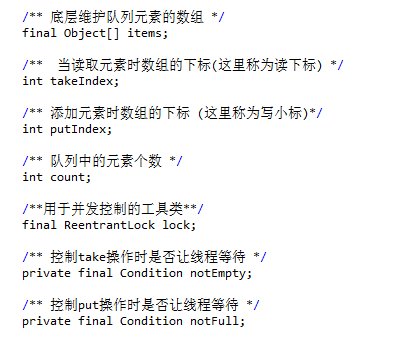 /** 底层维护队列元素的数组 */
final Object[] items;
/**  当读取元素时数组的下标(这里称为读下标) */
int takeIndex;
/** 添加元素时数组的下标 (这里称为写小标)*/
int putIndex;
/** 队列中的元素个数 */
int count;
/**用于并发控制的工具类**/
final ReentrantLock lock;
/** 控制take操作时是否让线程等待 */
private final Condition notEmpty;
/** 控制put操作时是否让线程等待 */
private final Condition notFull;